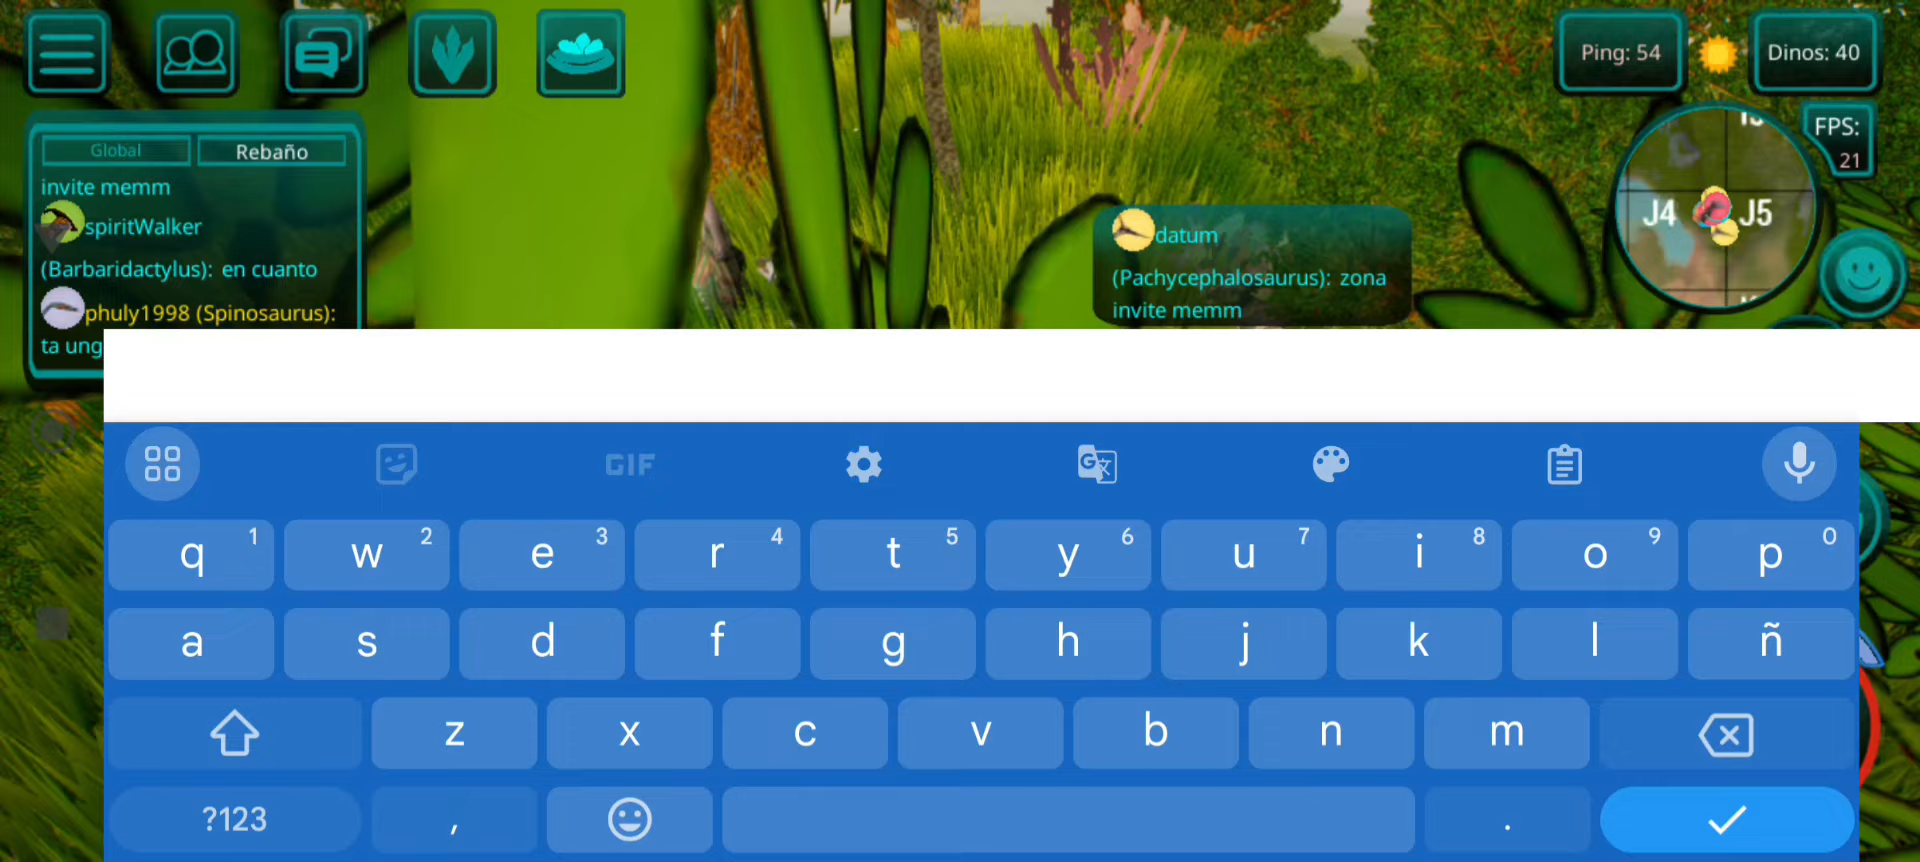 Ping: 54
Dinos: 40
Global
Rebaño
invite memm
spiritWalker
(Barbaridactylus): en cuanto
phuly1998 (Spinosaurus):
ta ung
datum
(Pachycephalosaurus): zona
invite memm
FPS:
21
J4
J5
GIF
q 1 w 2 e 3 r 4 t 5 y 6 u 7 i 8 o 9 p 0
a s d f g h j k l ñ
z x c v b n m
?123 , .